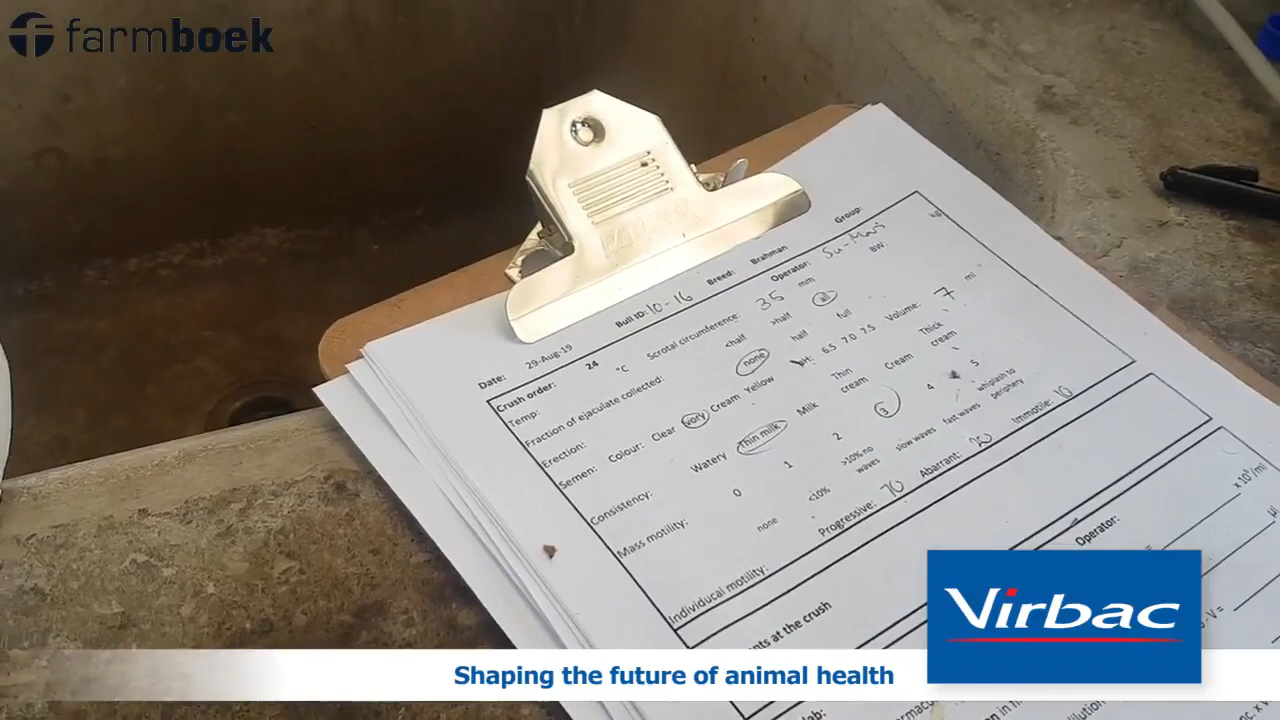 farmboek
Date: 29-Aug-19 Bull ID: 10-16 Breed: Brahman Group:
Crush order: 24 Scrotal circumference: 35 mm Operator: BW: kg
Temp: °C
Fraction of ejaculate collected: <half >half all
Erection: none half full
Semen: Colour: Clear Ivory Cream Yellow pH: 6.5 7.0 7.5 Volume: 7 ml
Consistency: Watery Thin milk Milk Thin cream Cream Thick cream
Mass motility: 0 1 2 3 4 5
none <10% >10% no waves slow waves fast waves whiplash to periphery
Individucal motility: Progressive: 70 Abarrant: 20 Immotile: 10
nts at the crush
Operator:
x 10⁶/ml
Virbac
Shaping the future of animal health